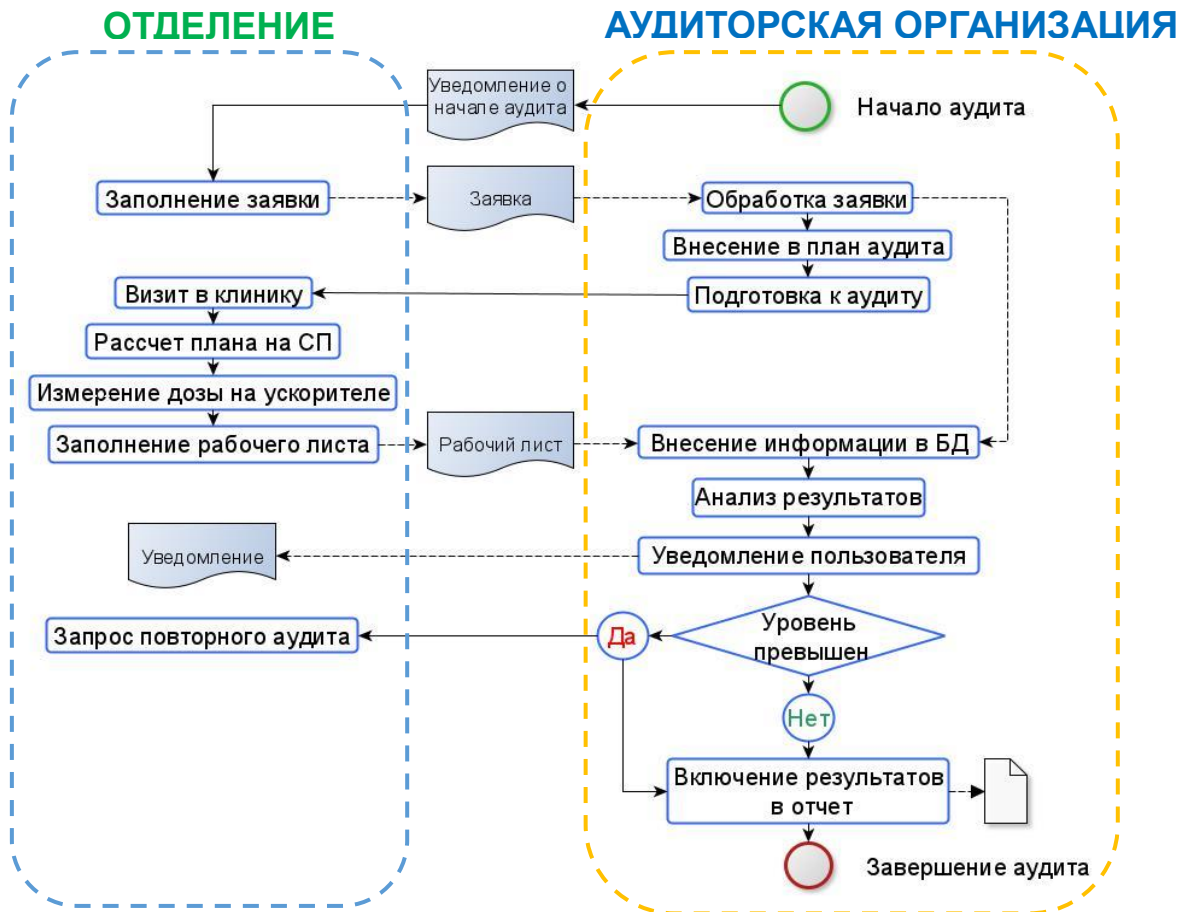 ОТДЕЛЕНИЕ
АУДИТОРСКАЯ ОРГАНИЗАЦИЯ
Уведомление о
начале аудита
Начало аудита
Заполнение заявки
Заявка
Обработка заявки
Внесение в план аудита
Визит в клинику
Подготовка к аудиту
Рассчет плана на СП
Измерение дозы на ускорителе
Заполнение рабочего листа
Рабочий лист
Внесение информации в БД
Анализ результатов
Уведомление
Уведомление пользователя
Запрос повторного аудита
Да
Уровень
превышен
Нет
Включение результатов
в отчет
Завершение аудита